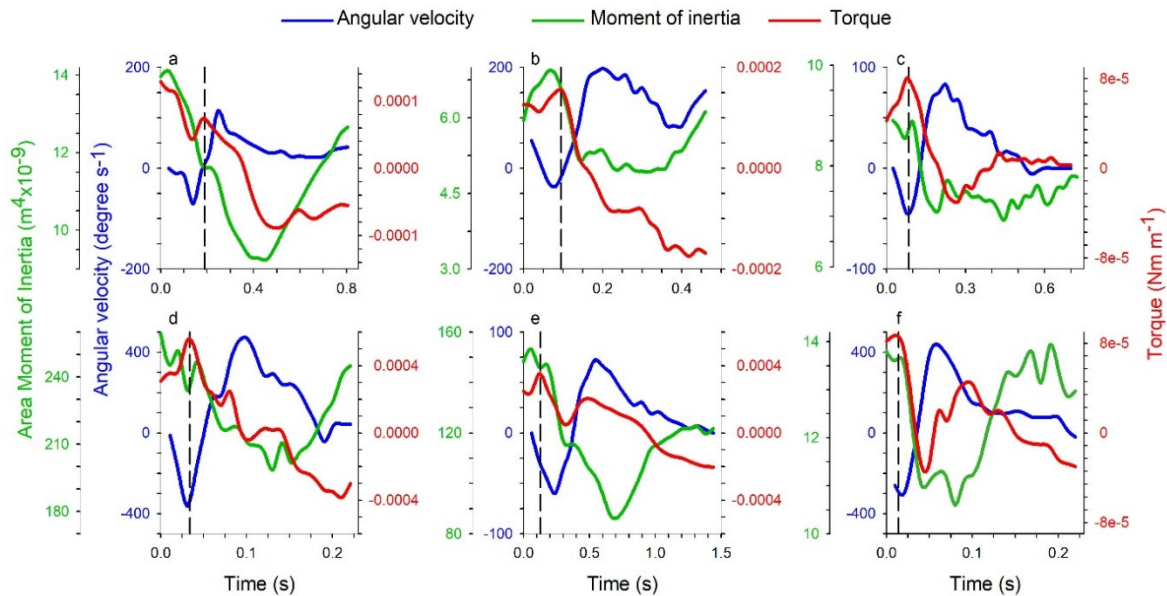 Angular velocity Moment of inertia Torque
a b c
14 200 0.0001 6.0 200 0.0002 10 100 8e-5
12 0 0.0000 4.5 0 0.0000 8 0 0
10 -200 -0.0001 3.0 -200 -0.0002 6 -100 -8e-5
0.0 0.4 0.8 0.0 0.2 0.4 0.0 0.3 0.6
d e f
240 400 0.0004 160 100 0.0004 14 400 8e-5
210 0 0.0000 120 0 0.0000 12 0 0
180 -400 -0.0004 80 -100 -0.0004 10 -400 -8e-5
0.0 0.1 0.2 0.0 0.5 1.0 1.5 0.0 0.1 0.2
Time (s) Time (s) Time (s)
Area Moment of Inertia (m⁴x10⁻⁹)
Angular velocity (degree s⁻¹)
Torque (Nm m⁻¹)